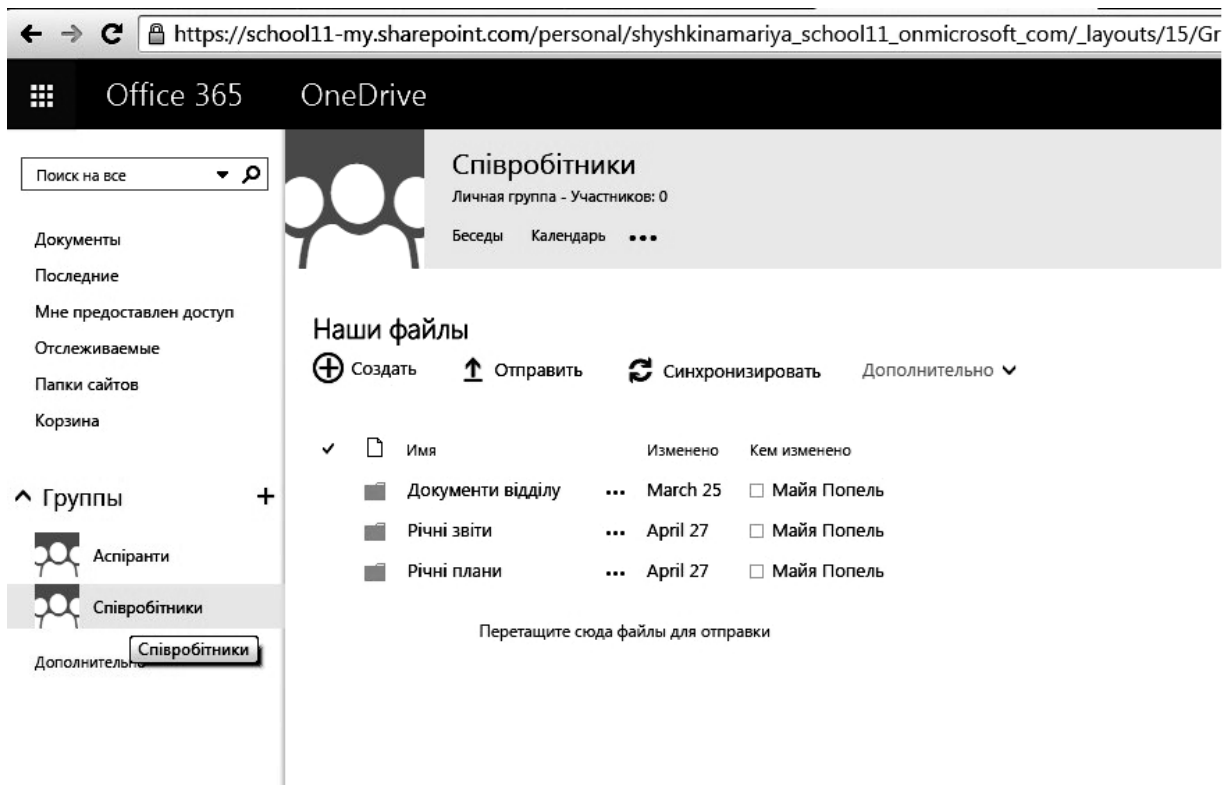 https://school11-my.sharepoint.com/personal/shyshkinamariya_school11_onmicrosoft_com/_layouts/15/Gr
Office 365 OneDrive
Поиск на все
Документы
Последние
Мне предоставлен доступ
Отслеживаемые
Папки сайтов
Корзина
Группы +
Аспіранти
Співробітники
Співробітники
Дополнительно
Співробітники
Личная группа - Участников: 0
Беседы Календарь •••
Наши файлы
Создать Отправить Синхронизировать Дополнительно
Имя Изменено Кем изменено
Документи відділу ••• March 25 Майя Попель
Річні звіти ••• April 27 Майя Попель
Річні плани ••• April 27 Майя Попель
Перетащите сюда файлы для отправки